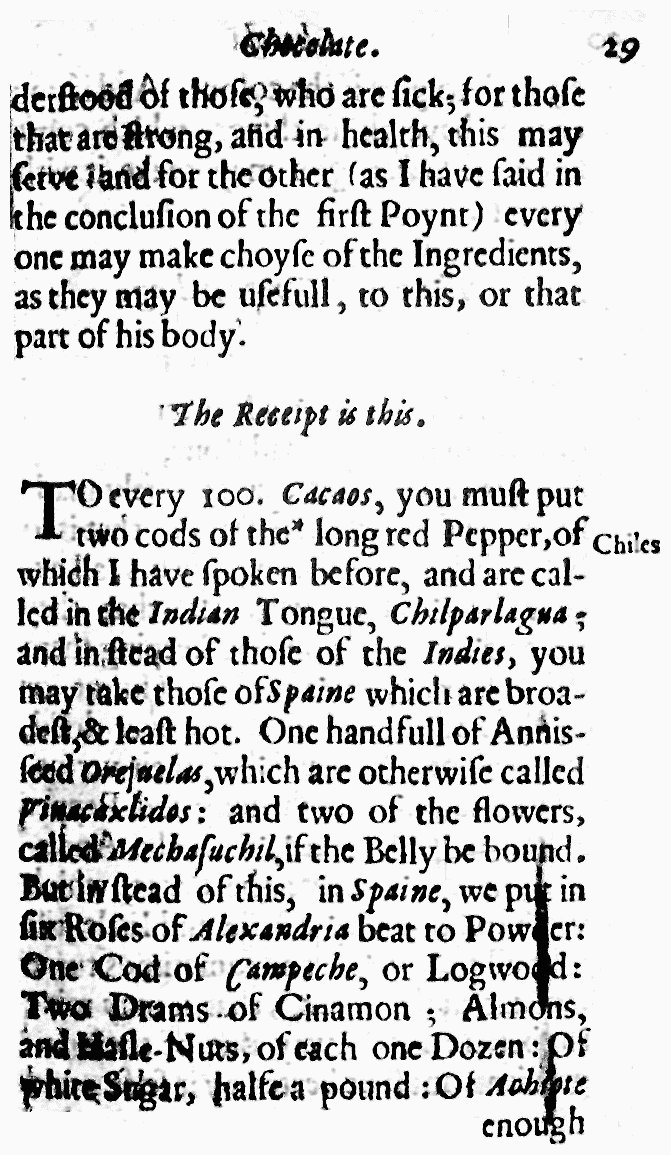 Chocolate. 29
derſtood of thoſe, who are ſick; for thoſe
that are ſtrong, and in health, this may
ſerve: and for the other (as I have ſaid in
the concluſion of the firſt Poynt) every
one may make choyſe of the Ingredients,
as they may be uſefull, to this, or that
part of his body.
The Receipt is this.
TO every 100. Cacaos, you muſt put
two cods of the* long red Pepper, of Chiles
which I have ſpoken before, and are cal-
led in the Indian Tongue, Chilparlagua;
and in.ſtead of thoſe of the Indies, you
may take thoſe of Spaine which are broa-
deſt, & leaſt hot. One handfull of Annis-
ſeed Orejuelas, which are otherwiſe called
Pinacaxlidos: and two of the flowers,
called Mechaſuchil, if the Belly be bound.
But in ſtead of this, in Spaine, we put in
ſix Roſes of Alexandria beat to Powder:
One Cod of Campeche, or Logwood:
Two Drams of Cinamon; Almons,
and Haſle-Nuts, of each one Dozen: Of
white Sugar, halfe a pound: Of Achiote
enough